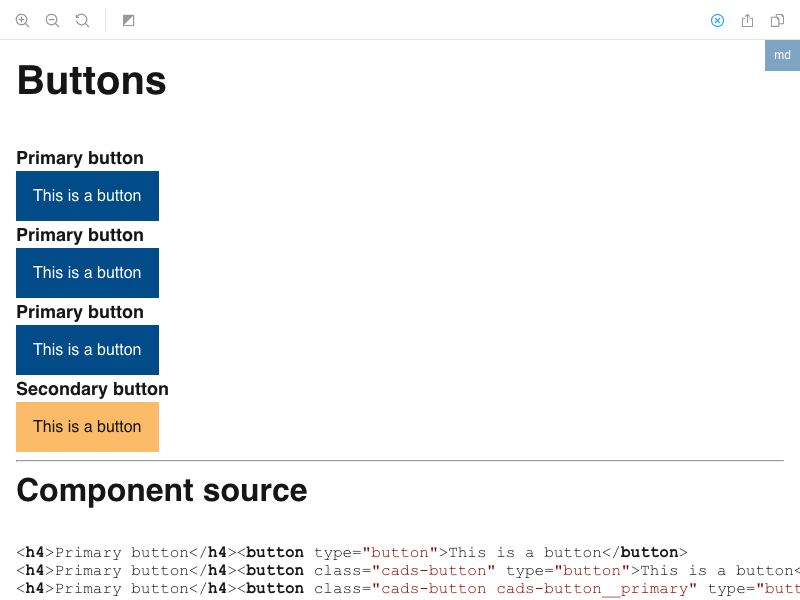 md
Buttons
Primary button
This is a button
Primary button
This is a button
Primary button
This is a button
Secondary button
This is a button
Component source
<h4>Primary button</h4><button type="button">This is a button</button>
<h4>Primary button</h4><button class="cads-button" type="button">This is a button<
<h4>Primary button</h4><button class="cads-button cads-button__primary" type="butt